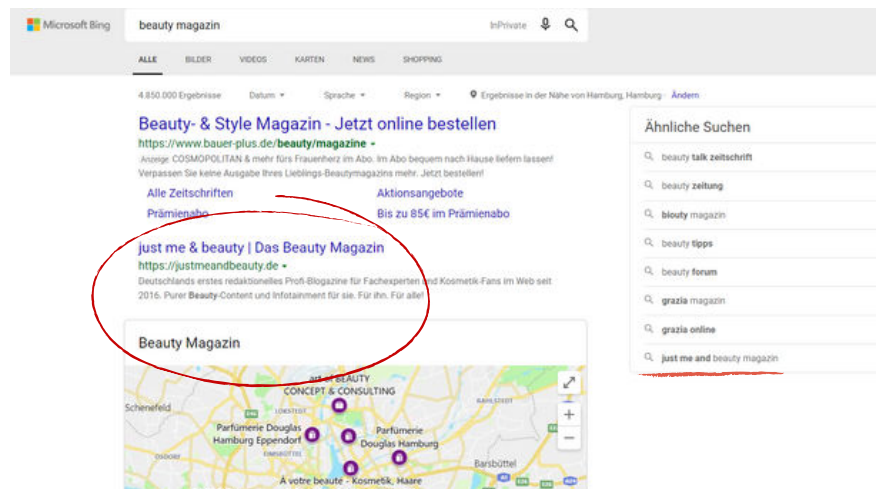 Microsoft Bing
beauty magazin
InPrivate
ALLE BILDER VIDEOS KARTEN NEWS SHOPPING
4.850.000 Ergebnisse Datum Sprache Region Ergebnisse in der Nähe von Hamburg, Hamburg · Ändern
Beauty- & Style Magazin - Jetzt online bestellen
https://www.bauer-plus.de/beauty/magazine
Anzeige COSMOPOLITAN & mehr fürs Frauenherz im Abo. Im Abo bequem nach Hause liefern lassen!
Verpassen Sie keine Ausgabe Ihres Lieblings-Beautymagazins mehr. Jetzt bestellen!
Alle Zeitschriften Aktionsangebote
Prämienabo Bis zu 85€ im Prämienabo
just me & beauty | Das Beauty Magazin
https://justmeandbeauty.de
Deutschlands erstes redaktionelles Profi-Blogazine für Fachexperten und Kosmetik-Fans im Web seit
2016. Purer Beauty-Content und Infotainment für sie. Für ihn. Für alle!
Beauty Magazin
art of BEAUTY
CONCEPT & CONSULTING
Schenefeld
LOKSTEDT
RAHLSTEDT
Parfümerie Douglas
Hamburg Eppendorf
Parfümerie
Douglas Hamburg
OSDORF
EIMSBÜTTEL
Barsbüttel
A votre beaute - Kosmetik, Haare
Ähnliche Suchen
beauty talk zeitschrift
beauty zeitung
biouty magazin
beauty tipps
beauty forum
grazia magazin
grazia online
just me and beauty magazin